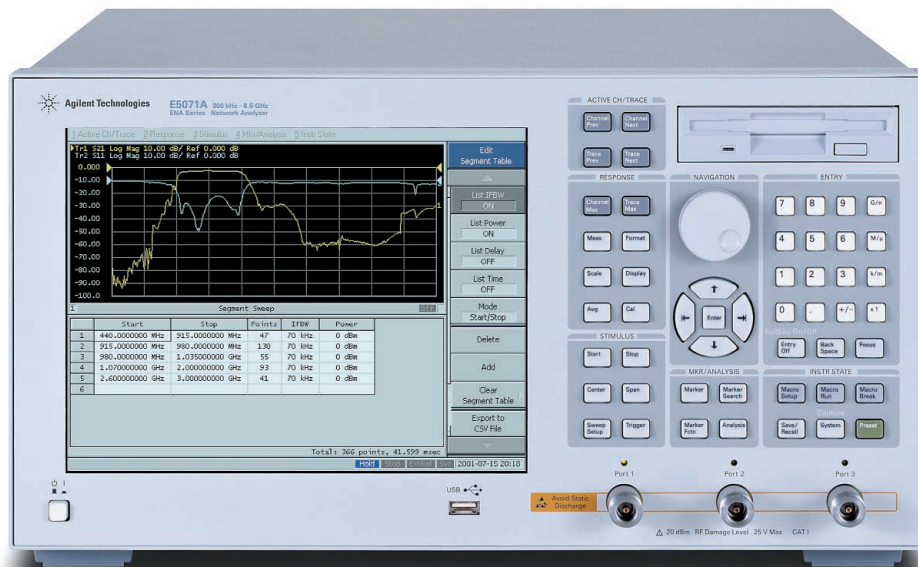 Agilent Technologies
E5071A 300 kHz - 8.5 GHz
ENA Series Network Analyzer
1 Active Ch/Trace 2 Response 3 Stimulus 4 Mkr/Analysis 5 Instr State
Tr1 S21 Log Mag 10.00 dB/ Ref 0.000 dB
Tr2 S11 Log Mag 10.00 dB/ Ref 0.000 dB
0.000
-10.00
-20.00
-30.00
-40.00
-50.00
-60.00
-70.00
-80.00
-90.00
-100.0
1 Segment Sweep OFF
Start Stop Points IFBW Power
1 440.0000000 MHz 915.0000000 MHz 47 70 kHz 0 dBm
2 915.0000000 MHz 980.0000000 MHz 130 70 kHz 0 dBm
3 980.0000000 MHz 1.035000000 GHz 55 70 kHz 0 dBm
4 1.070000000 GHz 2.000000000 GHz 93 70 kHz 0 dBm
5 2.600000000 GHz 3.000000000 GHz 41 70 kHz 0 dBm
6
Total: 366 points, 41.599 msec
Hold Stop ExtRef Svc 2001-07-15 20:18
Edit
Segment Table
List IFBW
ON
List Power
ON
List Delay
OFF
List Time
OFF
Mode
Start/Stop
Delete
Add
Clear
Segment Table
Export to
CSV File
USB
ACTIVE CH/TRACE
Channel Prev
Channel Next
Trace Prev
Trace Next
RESPONSE
Channel Max
Trace Max
Meas
Format
Scale
Display
Avg
Cal
STIMULUS
Start
Stop
Center
Span
Sweep Setup
Trigger
NAVIGATION
Enter
MKR/ANALYSIS
Marker
Marker Search
Marker Fctn
Analysis
ENTRY
7 8 9 G/n
4 5 6 M/µ
1 2 3 k/m
0 . +/- x1
Softkey On/Off
Entry Off
Back Space
Focus
INSTR STATE
Macro Setup
Macro Run
Macro Break
Capture
Save/Recall
System
Preset
Avoid Static
Discharge
Port 1
Port 2
Port 3
20 dBm RF Damage Level 25 V Max CAT I